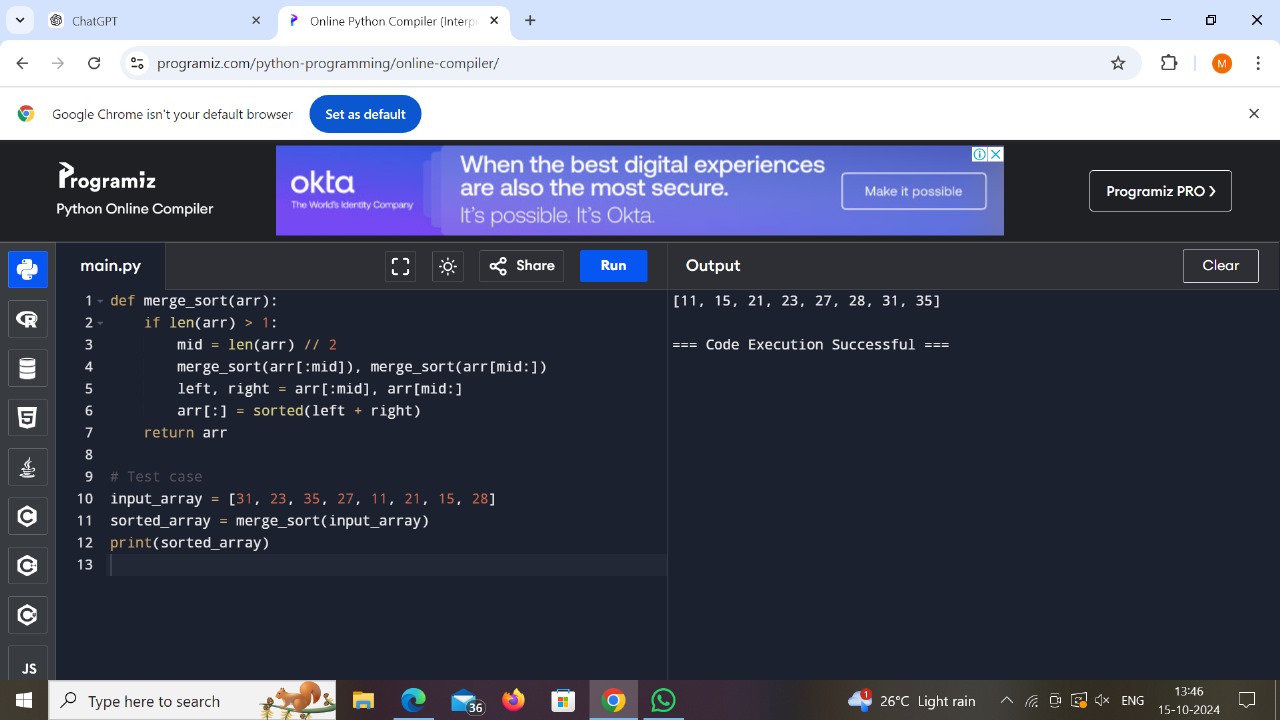 ChatGPT
Online Python Compiler (Interp
programiz.com/python-programming/online-compiler/
M
Google Chrome isn't your default browser
Set as default
Programiz
Python Online Compiler
okta
The World's Identity Company
When the best digital experiences
are also the most secure.
It's possible. It's Okta.
Make it possible
Programiz PRO
main.py
Share
Run
Output
Clear
1 def merge_sort(arr):
2     if len(arr) > 1:
3         mid = len(arr) // 2
4         merge_sort(arr[:mid]), merge_sort(arr[mid:])
5         left, right = arr[:mid], arr[mid:]
6         arr[:] = sorted(left + right)
7     return arr
8
9 # Test case
10 input_array = [31, 23, 35, 27, 11, 21, 15, 28]
11 sorted_array = merge_sort(input_array)
12 print(sorted_array)
13
[11, 15, 21, 23, 27, 28, 31, 35]
=== Code Execution Successful ===
R
5
C
C
C
JS
Type here to search
36
1
26°C Light rain
ENG
13:46
15-10-2024